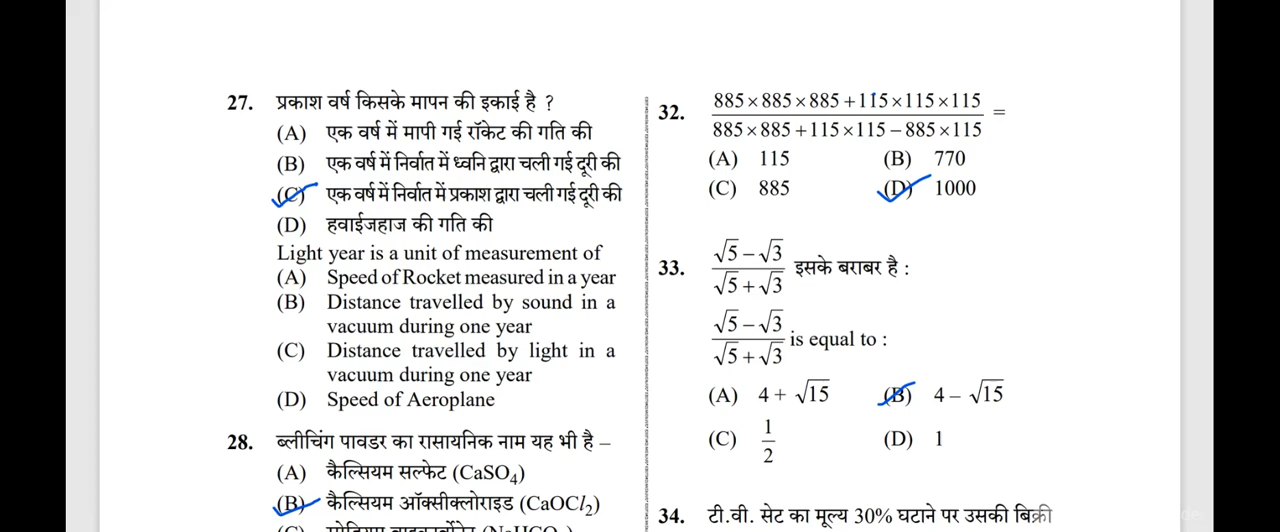 27. प्रकाश वर्ष किसके मापन की इकाई है ?
(A) एक वर्ष में मापी गई रॉकेट की गति की
(B) एक वर्ष में निर्वात में ध्वनि द्वारा चली गई दूरी की
(C) एक वर्ष में निर्वात में प्रकाश द्वारा चली गई दूरी की
(D) हवाईजहाज की गति की
Light year is a unit of measurement of
(A) Speed of Rocket measured in a year
(B) Distance travelled by sound in a
vacuum during one year
(C) Distance travelled by light in a
vacuum during one year
(D) Speed of Aeroplane
28. ब्लीचिंग पावडर का रासायनिक नाम यह भी है –
(A) कैल्सियम सल्फेट (CaSO₄)
(B) कैल्सियम ऑक्सीक्लोराइड (CaOCl₂)
32. 885×885×885+115×115×115 =
885×885+115×115−885×115
(A) 115 (B) 770
(C) 885 (D) 1000
33. √5−√3 इसके बराबर है :
√5+√3
√5−√3 is equal to :
√5+√3
(A) 4 + √15 (B) 4 − √15
(C) 1/2 (D) 1
34. टी.वी. सेट का मूल्य 30% घटाने पर उसकी बिक्री